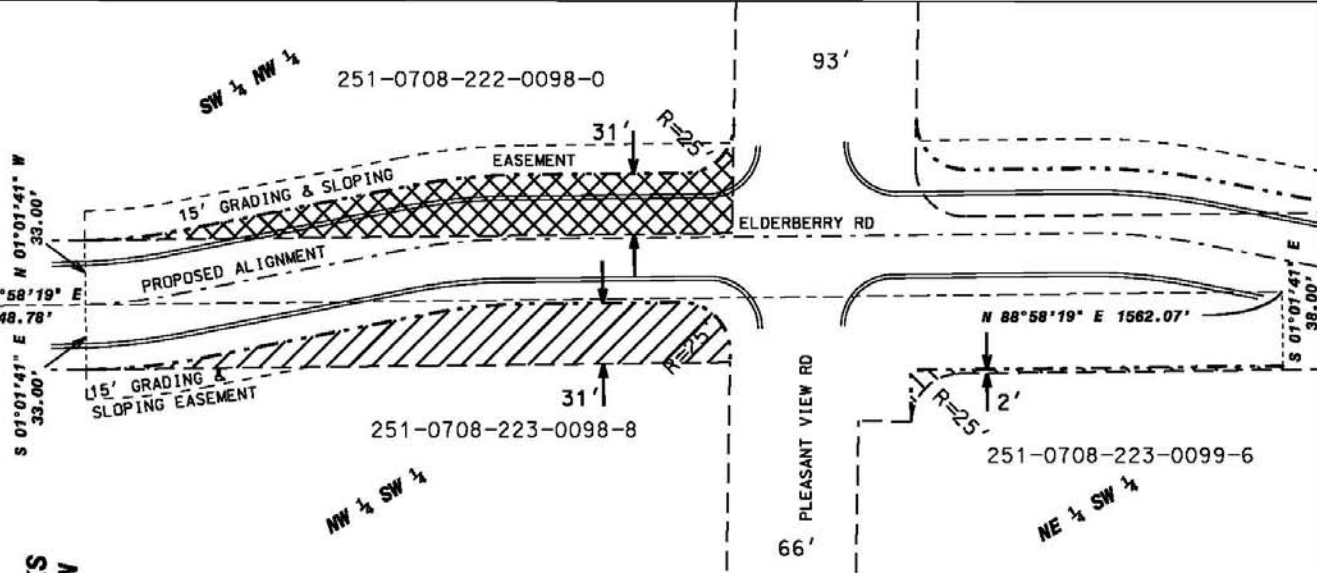 SW ¼ NW ¼
251-0708-222-0098-0
93'
31'
R=25'
EASEMENT
15' GRADING & SLOPING
N 01°01'41" W
33.00'
ELDERBERRY RD
PROPOSED ALIGNMENT
°58'19" E
48.78'
S 01°01'41" E
33.00'
N 88°58'19" E 1562.07'
S 01°01'41" E
38.00'
R=25'
15' GRADING &
SLOPING EASEMENT
31'
2'
R=25'
251-0708-223-0098-8
PLEASANT VIEW RD
251-0708-223-0099-6
NW ¼ SW ¼
NE ¼ SW ¼
66'
S
W